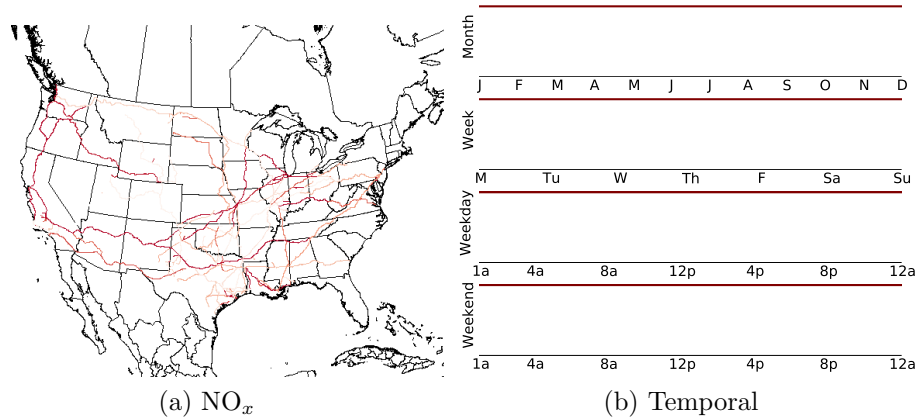 Month
J F M A M J J A S O N D
Week
M Tu W Th F Sa Su
Weekday
1a 4a 8a 12p 4p 8p 12a
Weekend
1a 4a 8a 12p 4p 8p 12a
(a) NOₓ
(b) Temporal